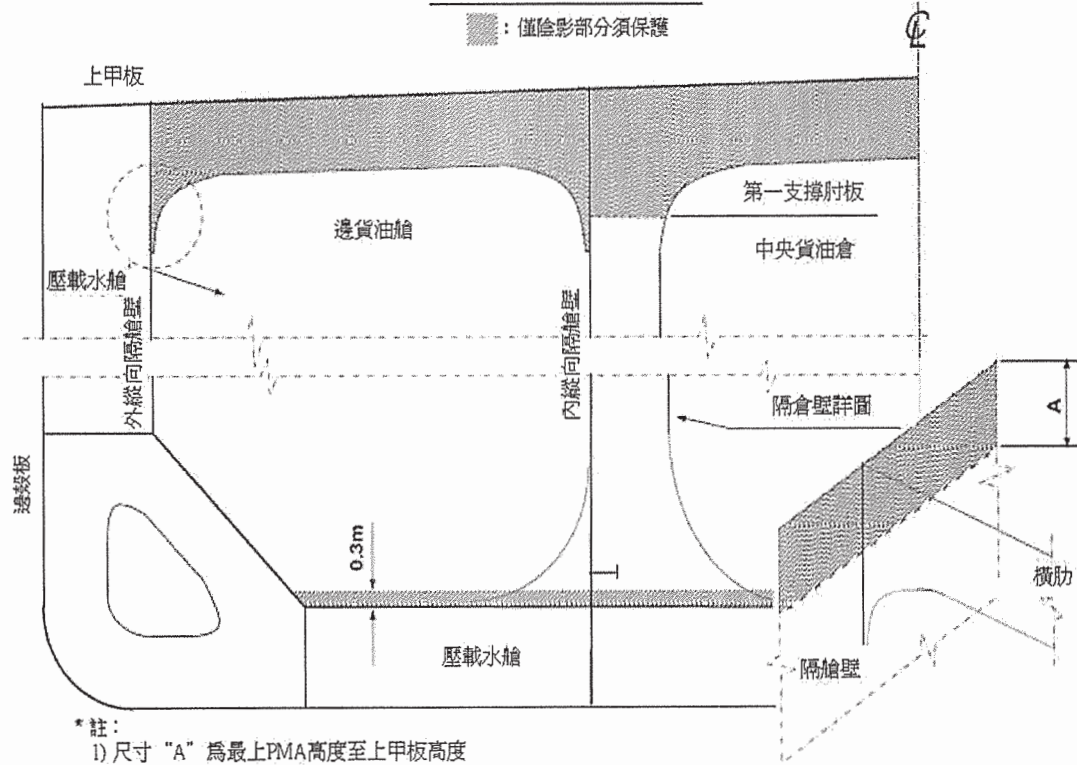 ：僅陰影部分須保護
℄
上甲板
第一支撐肘板
邊貨油艙
中央貨油倉
壓載水艙
外縱向隔艙壁
內縱向隔艙壁
隔倉壁詳圖
A
邊殼板
0.3m
橫肋
壓載水艙
隔艙壁
*註：
1) 尺寸“A”為最上PMA高度至上甲板高度